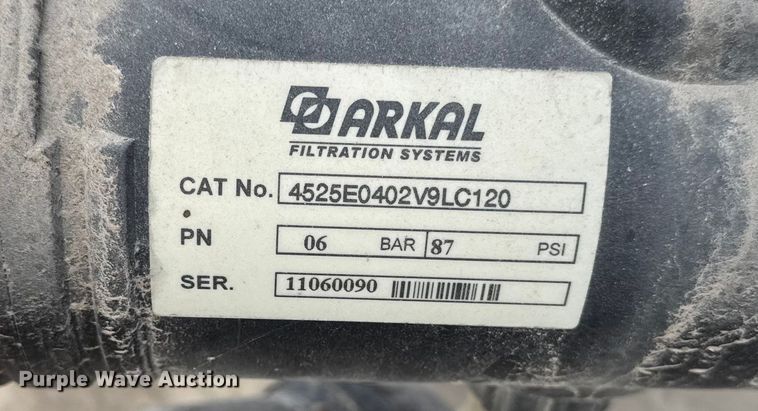 ARKAL
FILTRATION SYSTEMS
CAT No. 4525E0402V9LC120
PN 06 BAR 87 PSI
SER. 11060090
Purple Wave Auction